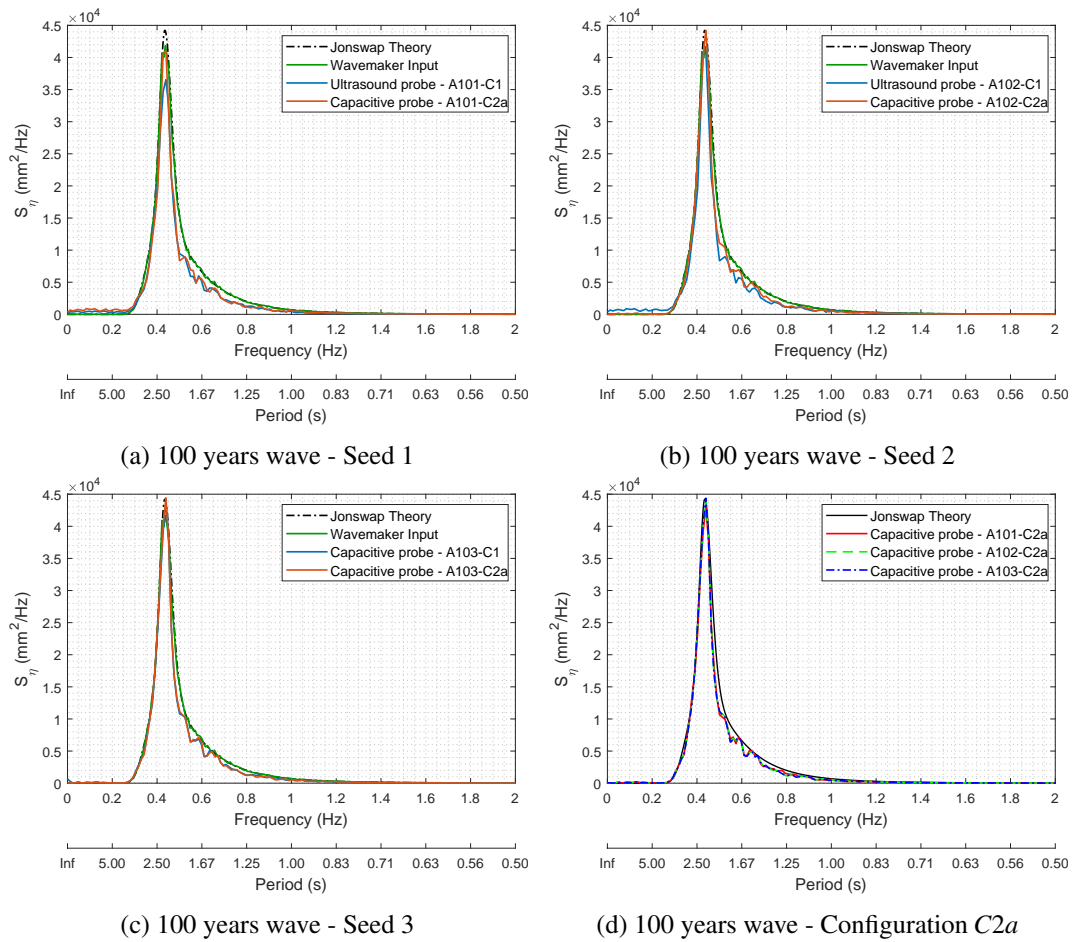 ×10⁴
4.5
4
3.5
3
2.5
2
1.5
1
0.5
0
S_η (mm²/Hz)
Jonswap Theory
Wavemaker Input
Ultrasound probe - A101-C1
Capacitive probe - A101-C2a
0 0.2 0.4 0.6 0.8 1 1.2 1.4 1.6 1.8 2
Frequency (Hz)
Inf 5.00 2.50 1.67 1.25 1.00 0.83 0.71 0.63 0.56 0.50
Period (s)
(a) 100 years wave - Seed 1
×10⁴
4.5
4
3.5
3
2.5
2
1.5
1
0.5
0
S_η (mm²/Hz)
Jonswap Theory
Wavemaker Input
Ultrasound probe - A102-C1
Capacitive probe - A102-C2a
0 0.2 0.4 0.6 0.8 1 1.2 1.4 1.6 1.8 2
Frequency (Hz)
Inf 5.00 2.50 1.67 1.25 1.00 0.83 0.71 0.63 0.56 0.50
Period (s)
(b) 100 years wave - Seed 2
×10⁴
4.5
4
3.5
3
2.5
2
1.5
1
0.5
0
S_η (mm²/Hz)
Jonswap Theory
Wavemaker Input
Capacitive probe - A103-C1
Capacitive probe - A103-C2a
0 0.2 0.4 0.6 0.8 1 1.2 1.4 1.6 1.8 2
Frequency (Hz)
Inf 5.00 2.50 1.67 1.25 1.00 0.83 0.71 0.63 0.56 0.50
Period (s)
(c) 100 years wave - Seed 3
×10⁴
4.5
4
3.5
3
2.5
2
1.5
1
0.5
0
S_η (mm²/Hz)
Jonswap Theory
Capacitive probe - A101-C2a
Capacitive probe - A102-C2a
Capacitive probe - A103-C2a
0 0.2 0.4 0.6 0.8 1 1.2 1.4 1.6 1.8 2
Frequency (Hz)
Inf 5.00 2.50 1.67 1.25 1.00 0.83 0.71 0.63 0.56 0.50
Period (s)
(d) 100 years wave - Configuration C2a